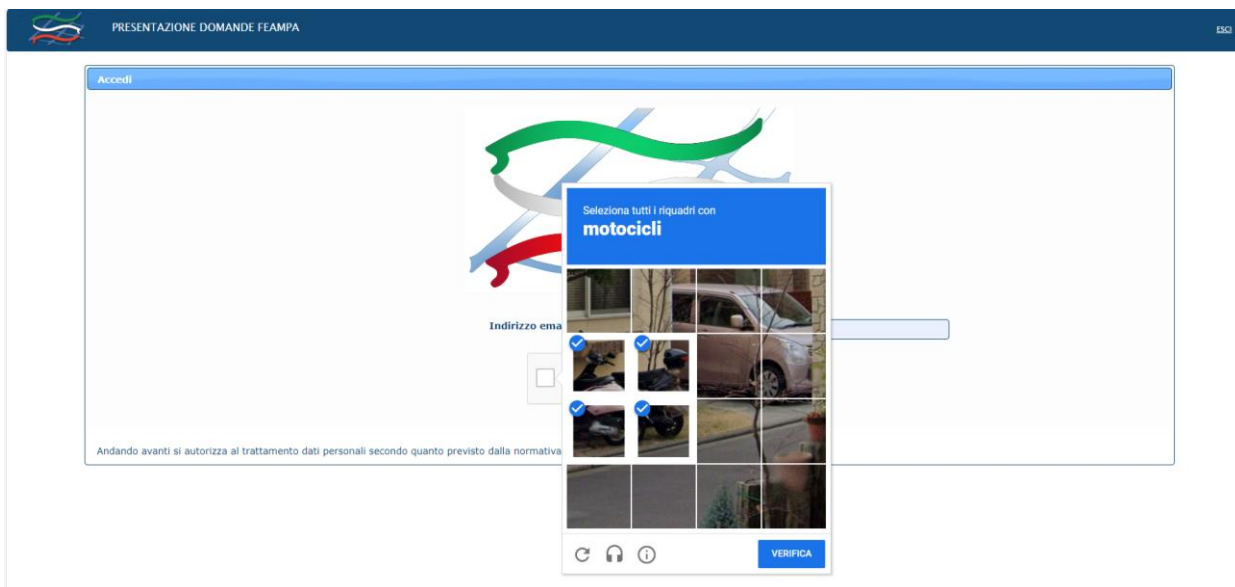 PRESENTAZIONE DOMANDE FEAMPA
ESCI
Accedi
Seleziona tutti i riquadri con
motocicli
Indirizzo ema
Andando avanti si autorizza al trattamento dati personali secondo quanto previsto dalla normativa
VERIFICA